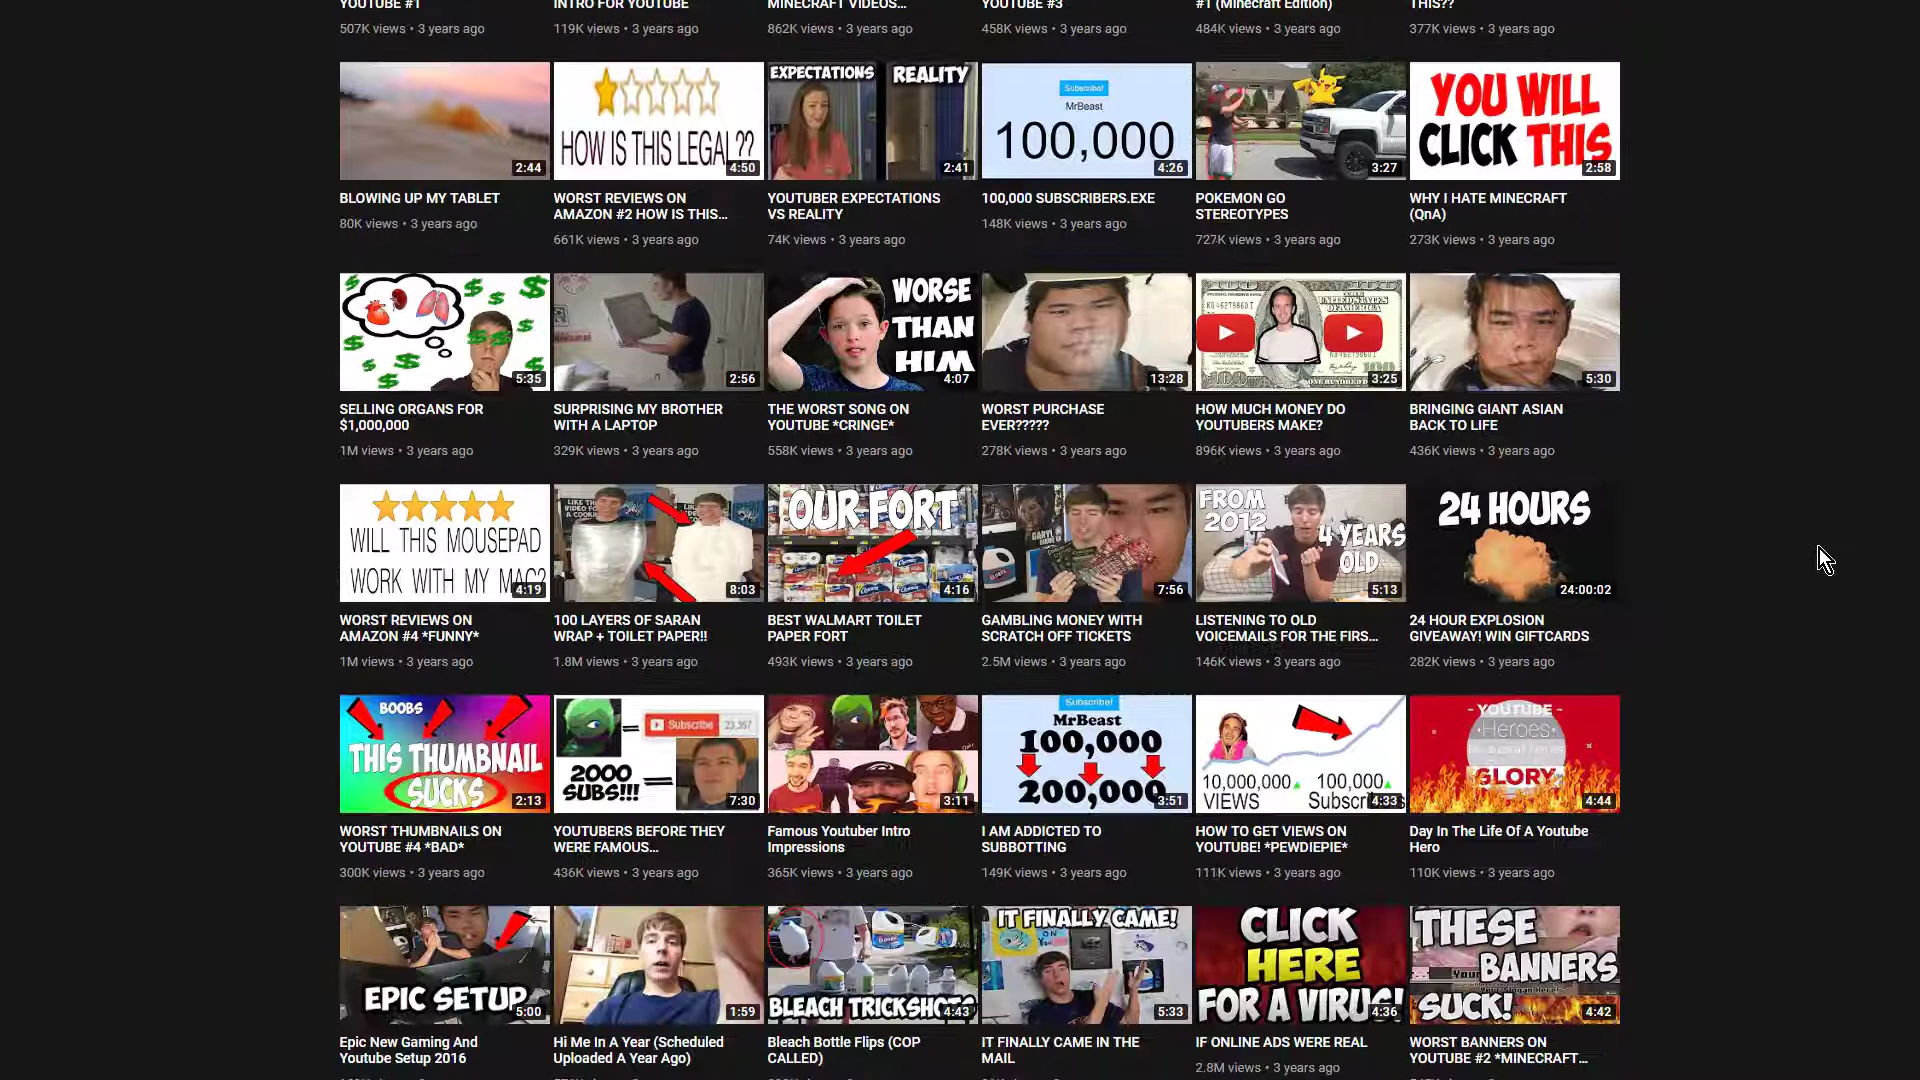 YOUTUBE #1
INTRO FOR YOUTUBE
MINECRAFT VIDEOS...
YOUTUBE #3
#1 (Minecraft Edition)
THIS??
507K views • 3 years ago
119K views • 3 years ago
862K views • 3 years ago
458K views • 3 years ago
484K views • 3 years ago
377K views • 3 years ago
2:44
HOW IS THIS LEGAL??
4:50
EXPECTATIONS
REALITY
2:41
Subscribe!
MrBeast
100,000
4:26
3:27
YOU WILL
CLICK THIS
2:58
BLOWING UP MY TABLET
80K views • 3 years ago
WORST REVIEWS ON
AMAZON #2 HOW IS THIS...
661K views • 3 years ago
YOUTUBER EXPECTATIONS
VS REALITY
74K views • 3 years ago
100,000 SUBSCRIBERS.EXE
148K views • 3 years ago
POKEMON GO
STEREOTYPES
727K views • 3 years ago
WHY I HATE MINECRAFT
(QnA)
273K views • 3 years ago
5:35
2:56
WORSE
THAN
HIM
4:07
13:28
3:25
5:30
SELLING ORGANS FOR
$1,000,000
1M views • 3 years ago
SURPRISING MY BROTHER
WITH A LAPTOP
329K views • 3 years ago
THE WORST SONG ON
YOUTUBE *CRINGE*
558K views • 3 years ago
WORST PURCHASE
EVER?????
278K views • 3 years ago
HOW MUCH MONEY DO
YOUTUBERS MAKE?
896K views • 3 years ago
BRINGING GIANT ASIAN
BACK TO LIFE
436K views • 3 years ago
WILL THIS MOUSEPAD
WORK WITH MY MAC?
4:19
8:03
OUR FORT
4:16
7:56
FROM
2012
4 YEARS
OLD
5:13
24 HOURS
24:00:02
WORST REVIEWS ON
AMAZON #4 *FUNNY*
1M views • 3 years ago
100 LAYERS OF SARAN
WRAP + TOILET PAPER!!
1.8M views • 3 years ago
BEST WALMART TOILET
PAPER FORT
493K views • 3 years ago
GAMBLING MONEY WITH
SCRATCH OFF TICKETS
2.5M views • 3 years ago
LISTENING TO OLD
VOICEMAILS FOR THE FIRS...
146K views • 3 years ago
24 HOUR EXPLOSION
GIVEAWAY! WIN GIFTCARDS
282K views • 3 years ago
BOOBS
THIS THUMBNAIL
SUCKS
2:13
= Subscribe 23,357
2000
SUBS!!! =
7:30
3:11
Subscribe!
MrBeast
100,000
200,000
3:51
10,000,000
VIEWS
100,000
4:33
- YOUTUBE -
Heroes
GLORY
4:44
WORST THUMBNAILS ON
YOUTUBE #4 *BAD*
300K views • 3 years ago
YOUTUBERS BEFORE THEY
WERE FAMOUS...
436K views • 3 years ago
Famous Youtuber Intro
Impressions
365K views • 3 years ago
I AM ADDICTED TO
SUBBOTTING
149K views • 3 years ago
HOW TO GET VIEWS ON
YOUTUBE! *PEWDIEPIE*
111K views • 3 years ago
Day In The Life Of A Youtube
Hero
110K views • 3 years ago
EPIC SETUP
5:00
1:59
BLEACH TRICKSHOTS
4:43
IT FINALLY CAME!
5:33
CLICK
HERE
FOR A VIRUS!
4:36
THESE
BANNERS
SUCK!
4:42
Epic New Gaming And
Youtube Setup 2016
Hi Me In A Year (Scheduled
Uploaded A Year Ago)
Bleach Bottle Flips (COP
CALLED)
IT FINALLY CAME IN THE
MAIL
IF ONLINE ADS WERE REAL
2.8M views • 3 years ago
WORST BANNERS ON
YOUTUBE #2 *MINECRAFT...